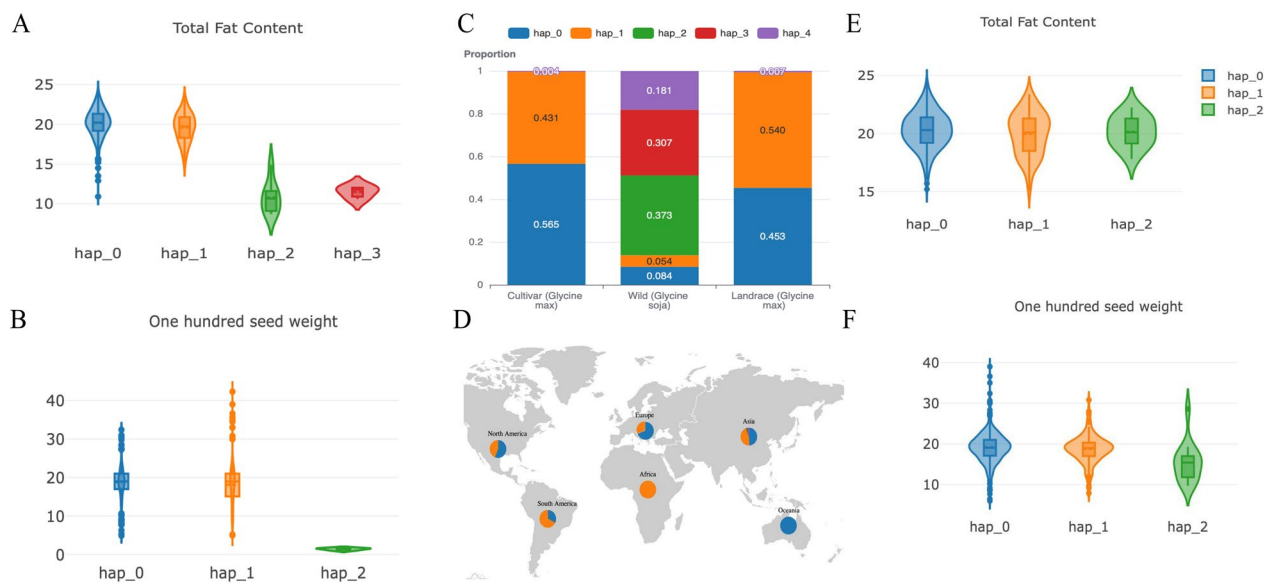 A
Total Fat Content
25
20
15
10
hap_0
hap_1
hap_2
hap_3
B
One hundred seed weight
40
30
20
10
0
hap_0
hap_1
hap_2
C
hap_0
hap_1
hap_2
hap_3
hap_4
Proportion
1
0.8
0.6
0.4
0.2
0
0.004
0.431
0.565
0.181
0.307
0.373
0.054
0.084
0.007
0.540
0.453
Cultivar (Glycine
max)
Wild (Glycine
soja)
Landrace (Glycine
max)
D
North America
Europe
Asia
Africa
South America
Oceania
E
Total Fat Content
25
20
15
hap_0
hap_1
hap_2
hap_0
hap_1
hap_2
F
One hundred seed weight
40
30
20
10
hap_0
hap_1
hap_2